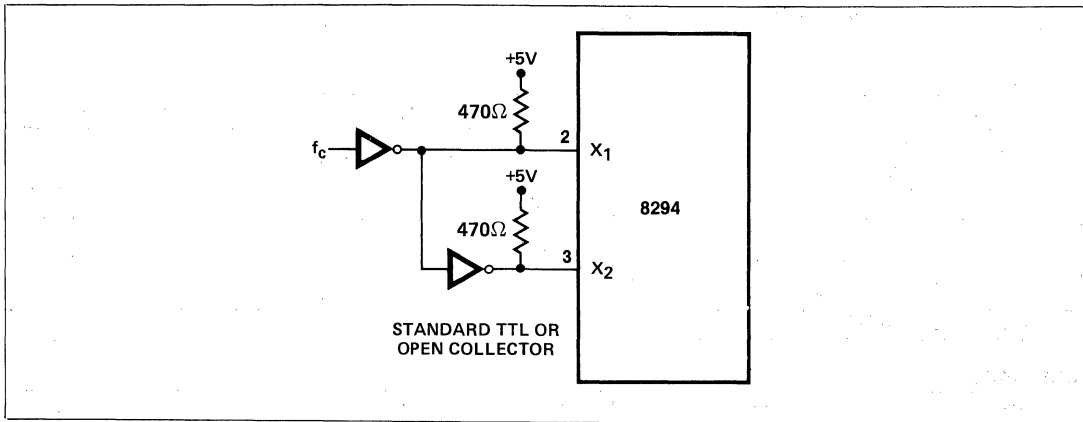 +5V
470Ω
2
X₁
f_c
+5V
8294
470Ω
3
X₂
STANDARD TTL OR
OPEN COLLECTOR